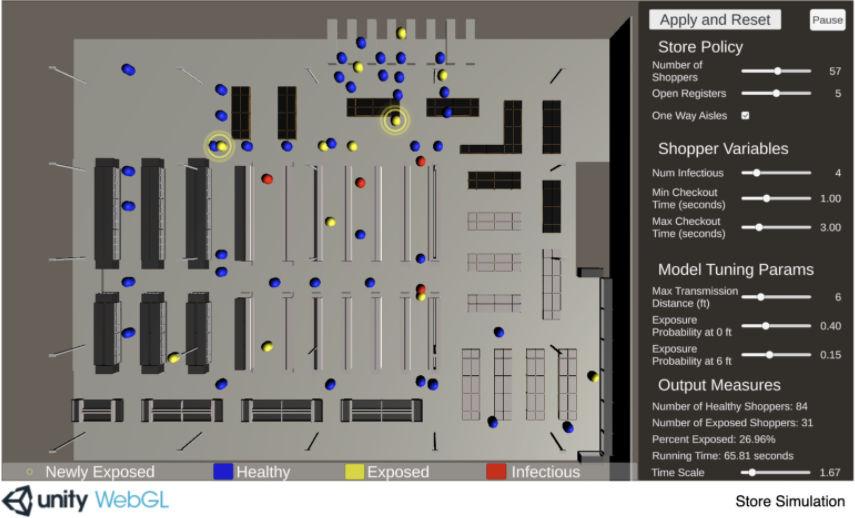 Apply and Reset
Pause
Store Policy
Number of
Shoppers
57
Open Registers
5
One Way Aisles
Shopper Variables
Num Infectious
4
Min Checkout
Time (seconds)
1.00
Max Checkout
Time (seconds)
3.00
Model Tuning Params
Max Transmission
Distance (ft)
6
Exposure
Probability at 0 ft
0.40
Exposure
Probability at 6 ft
0.15
Output Measures
Number of Healthy Shoppers: 84
Number of Exposed Shoppers: 31
Percent Exposed: 26.96%
Running Time: 65.81 seconds
Time Scale
1.67
Newly Exposed
Healthy
Exposed
Infectious
unity WebGL
Store Simulation